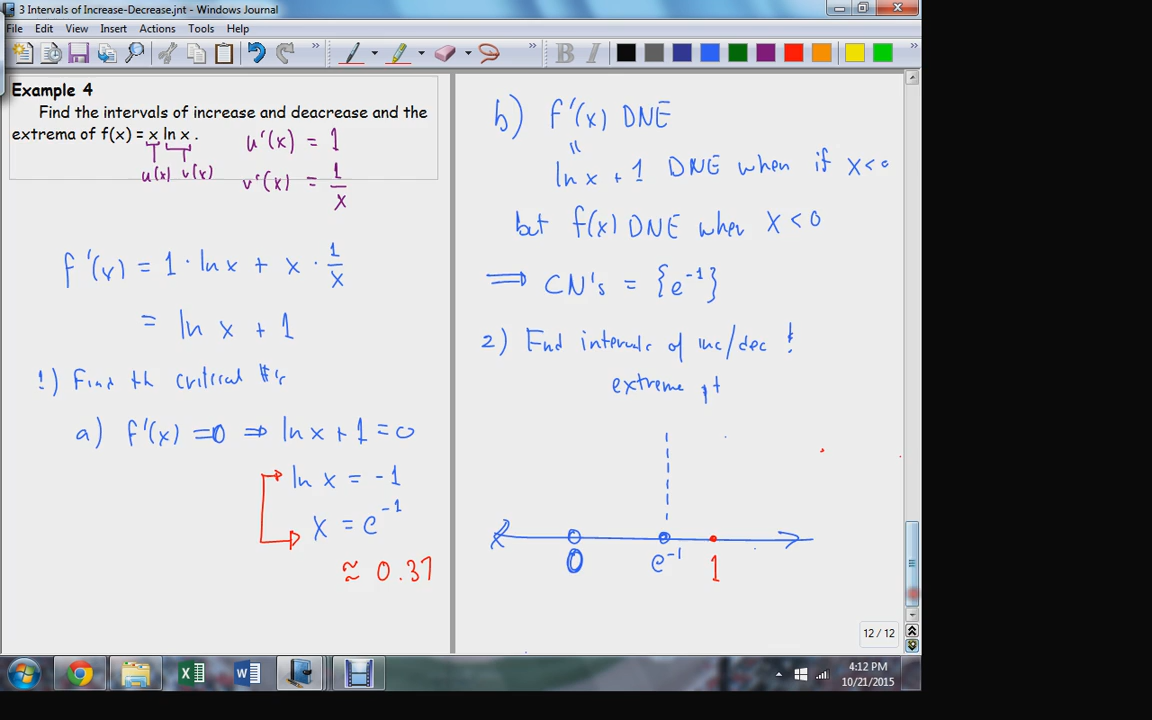 3 Intervals of Increase-Decrease.jnt - Windows Journal
File Edit View Insert Actions Tools Help
B I
Example 4
Find the intervals of increase and deacrease and the
extrema of f(x) = x ln x .
u(x) v(x)
u'(x) = 1
v'(x) = 1/x
f'(x) = 1 · ln x + x · 1/x
= ln x + 1
1) Find th critical #'s
a) f'(x) = 0 ⇒ ln x + 1 = 0
ln x = -1
x = e⁻¹
≈ 0.37
b) f'(x) DNE
"
ln x + 1 DNE when if x < 0
but f(x) DNE when x < 0
⇒ CN's = {e⁻¹}
2) Find intervals of inc/dec &
extreme pt
0 e⁻¹ 1
12 / 12
4:12 PM
10/21/2015